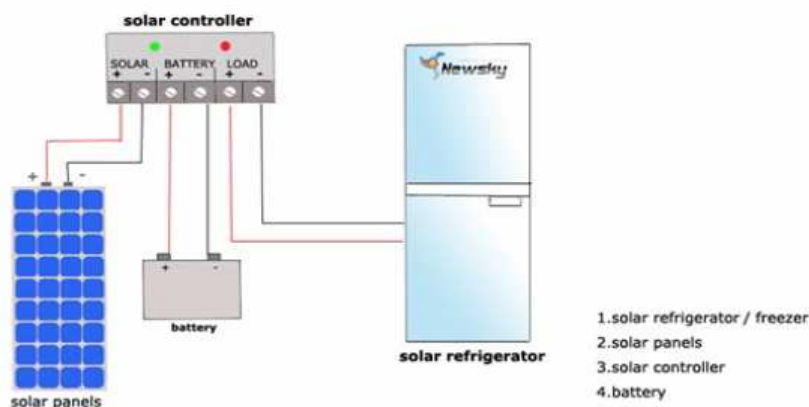 solar controller
SOLAR BATTERY LOAD
+ - + - + -
+ -
Newsky
+ -
battery
solar refrigerator
solar panels
1.solar refrigerator / freezer
2.solar panels
3.solar controller
4.battery